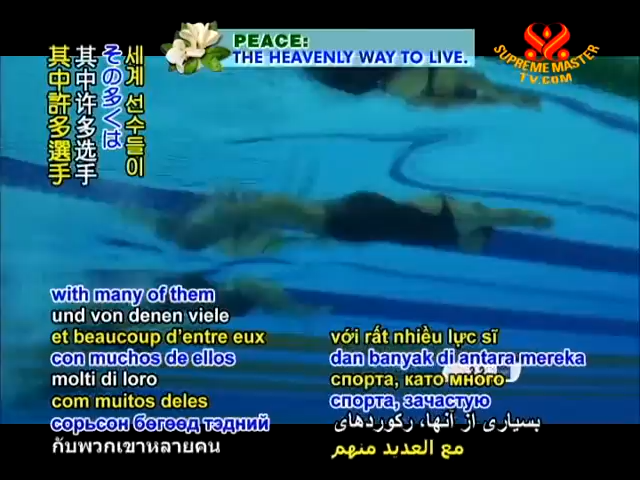 PEACE:
THE HEAVENLY WAY TO LIVE.
SUPREME MASTER
TV.COM
세계 선수들이
その多くは
其中许多选手
其中許多選手
with many of them
und von denen viele
et beaucoup d'entre eux
con muchos de ellos
molti di loro
com muitos deles
сорьсон бөгөөд тэдний
กับพวกเขาหลายคน
với rất nhiều lực sĩ
dan banyak di antara mereka
спорта, като много
спорта, зачастую
بسیاری از آنها، رکوردهای
مع العديد منهم